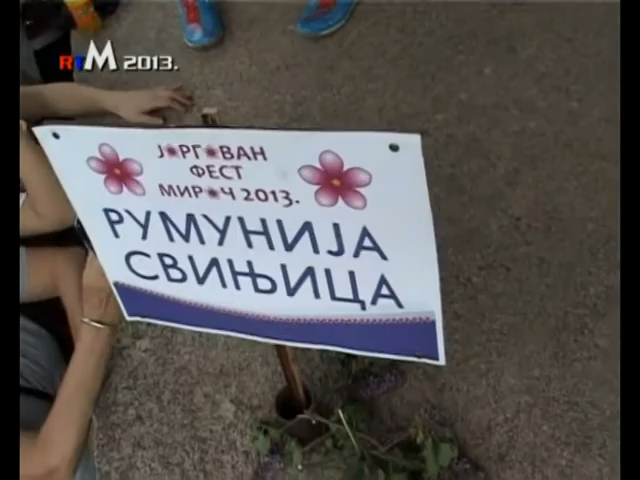 RTM 2013.
ЈОРГОВАН
ФЕСТ
МИРОЧ 2013.
РУМУНИЈА
СВИЊИЦА